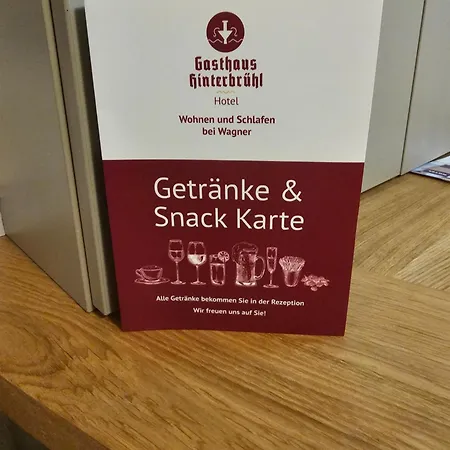 Gasthaus
Hinterbrühl
Hotel
Wohnen und Schlafen
bei Wagner
Getränke &
Snack Karte
Alle Getränke bekommen Sie in der Rezeption
Wir freuen uns auf Sie!